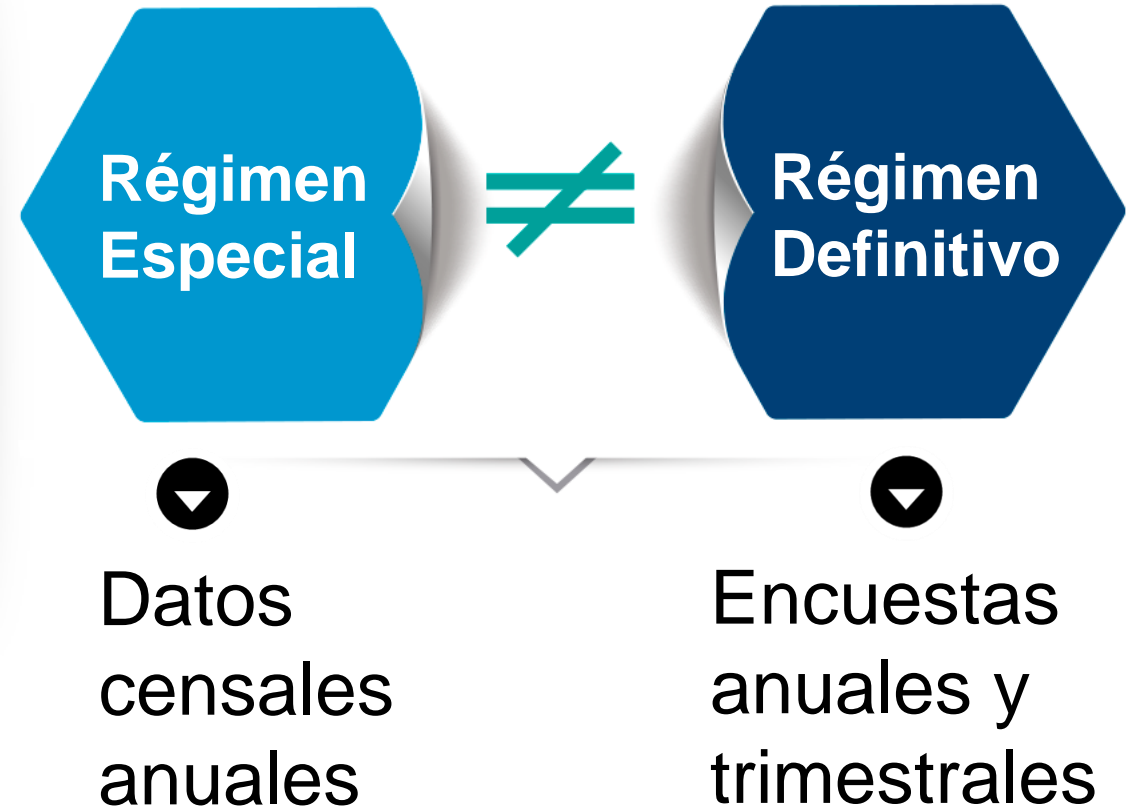 Régimen
Especial
≠
Régimen
Definitivo
Datos
censales
anuales
Encuestas
anuales y
trimestrales